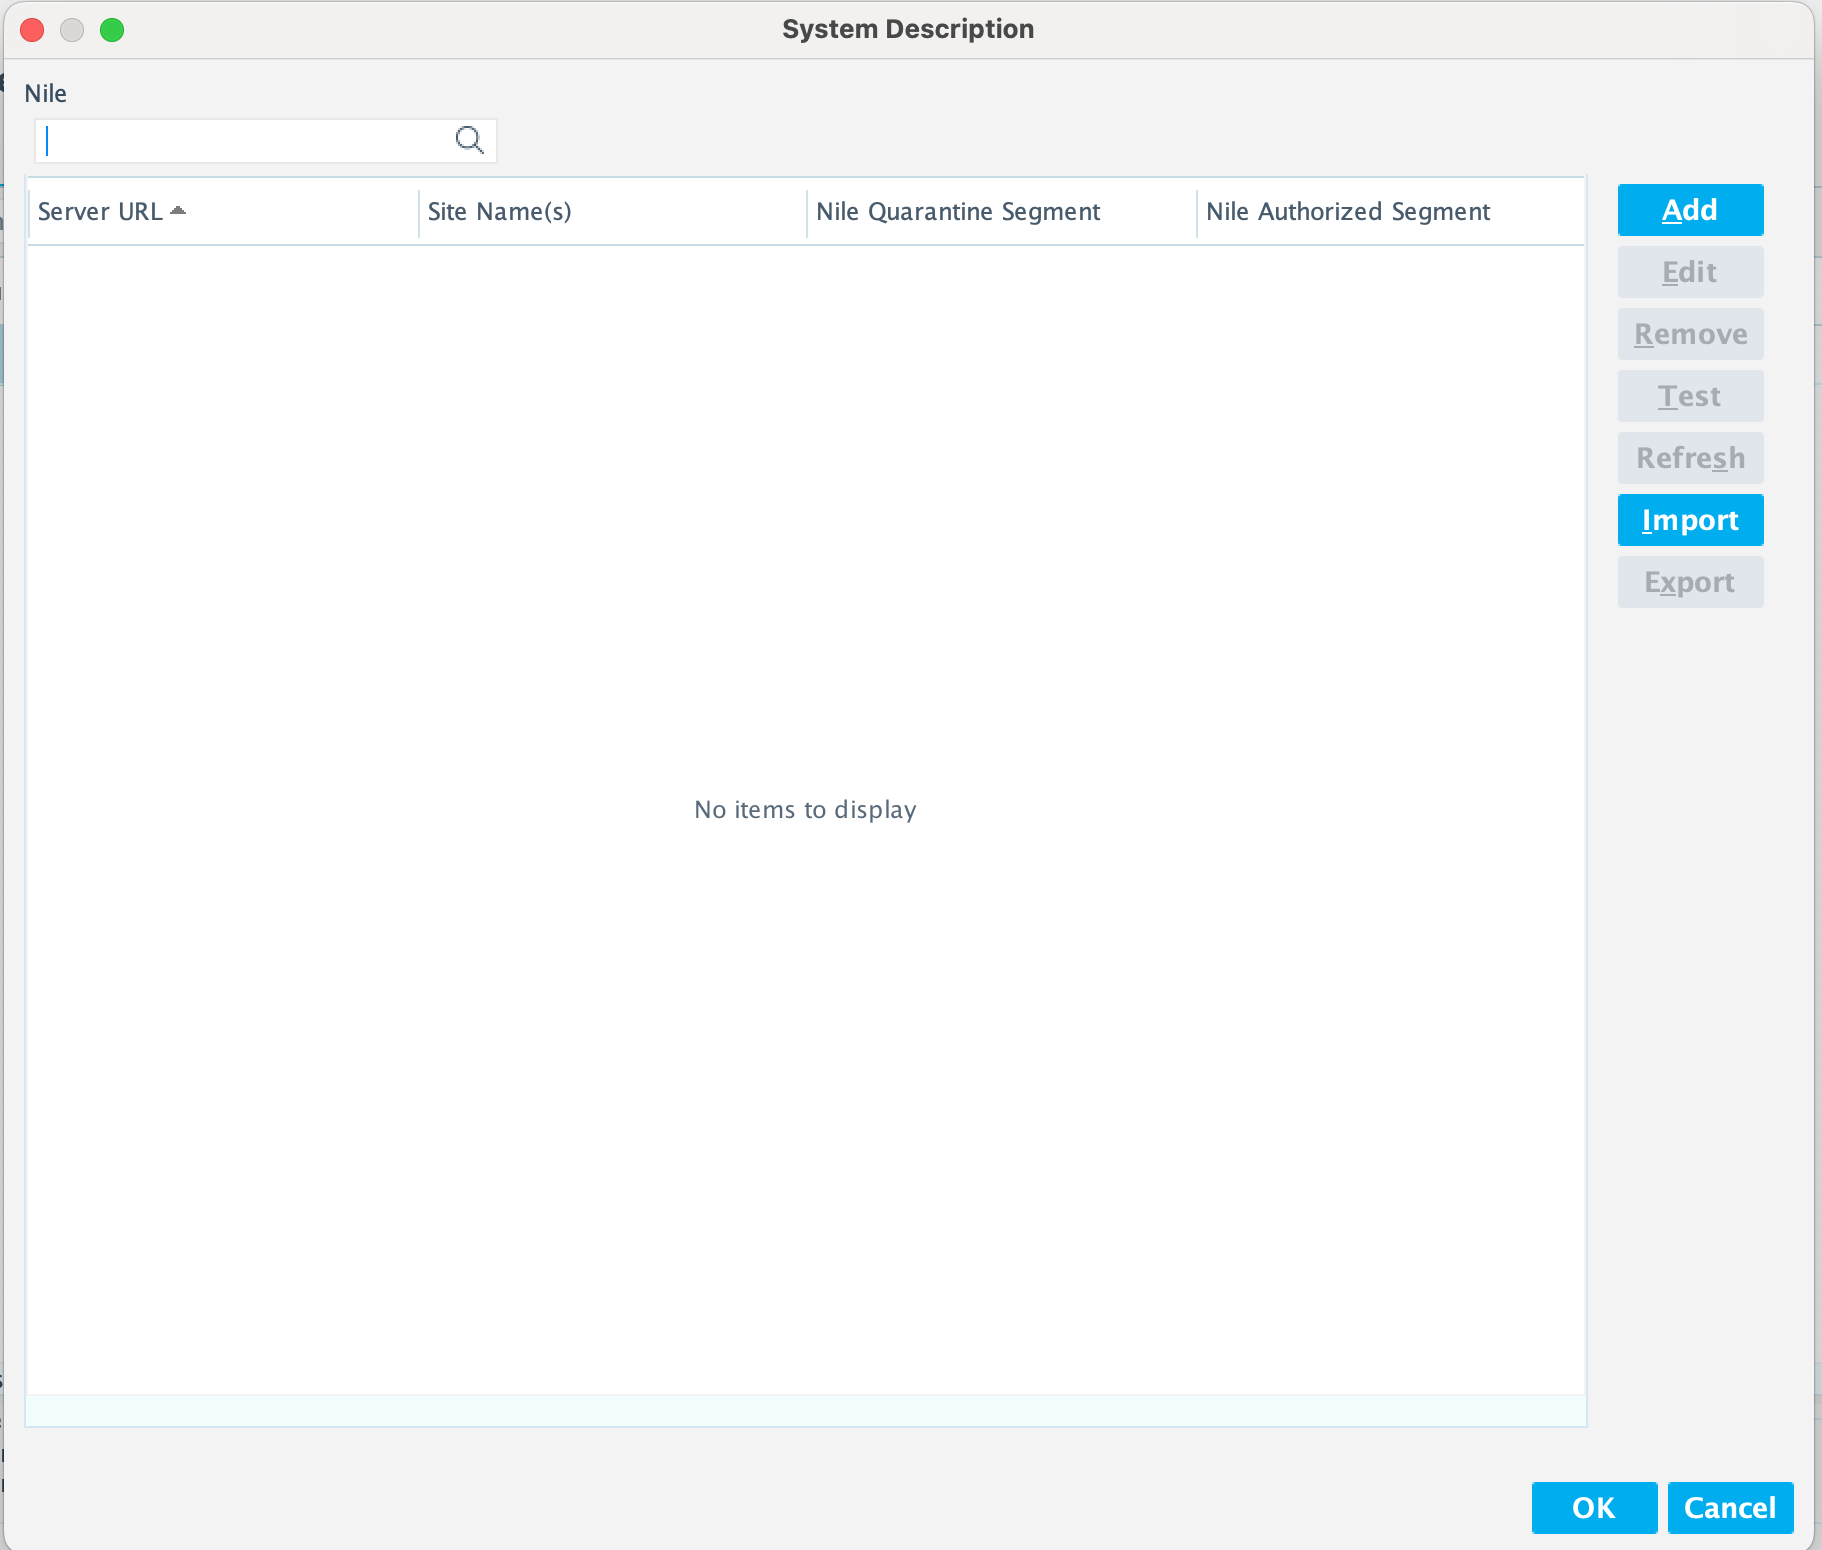 System Description
Nile
Server URL Site Name(s) Nile Quarantine Segment Nile Authorized Segment
Add
Edit
Remove
Test
Refresh
Import
Export
No items to display
OK Cancel